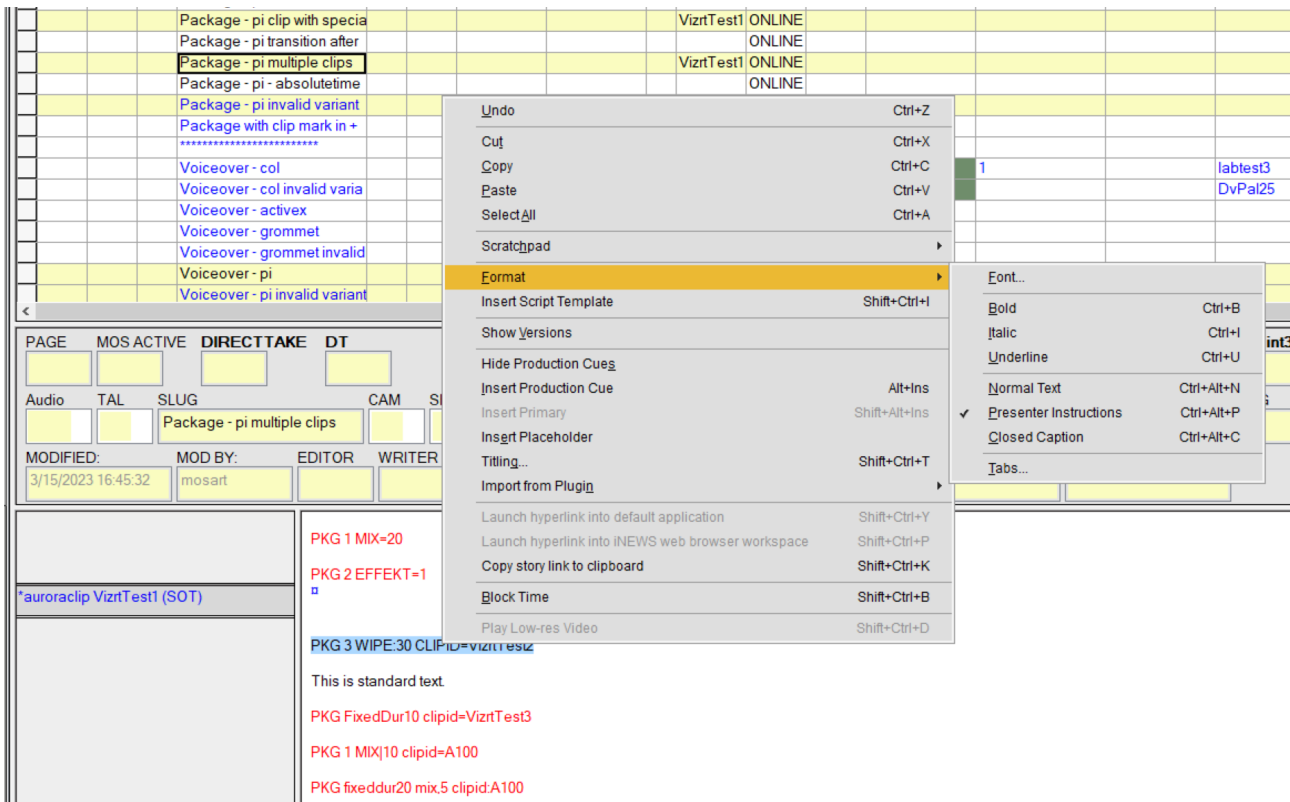 Package - pi clip with specia VizrtTest1 ONLINE
Package - pi transition after ONLINE
Package - pi multiple clips VizrtTest1 ONLINE
Package - pi - absolutetime ONLINE
Package - pi invalid variant
Package with clip mark in +
*************************
Voiceover - col 1 labtest3
Voiceover - col invalid varia DvPal25
Voiceover - activex
Voiceover - grommet
Voiceover - grommet invalid
Voiceover - pi
Voiceover - pi invalid variant
Undo Ctrl+Z
Cut Ctrl+X
Copy Ctrl+C
Paste Ctrl+V
Select All Ctrl+A
Scratchpad
Format
Insert Script Template Shift+Ctrl+I
Show Versions
Hide Production Cues
Insert Production Cue Alt+Ins
Insert Primary Shift+Alt+Ins
Insert Placeholder
Titling... Shift+Ctrl+T
Import from Plugin
Launch hyperlink into default application Shift+Ctrl+Y
Launch hyperlink into iNEWS web browser workspace Shift+Ctrl+P
Copy story link to clipboard Shift+Ctrl+K
Block Time Shift+Ctrl+B
Play Low-res Video Shift+Ctrl+D
Font...
Bold Ctrl+B
Italic Ctrl+I
Underline Ctrl+U
Normal Text Ctrl+Alt+N
Presenter Instructions Ctrl+Alt+P
Closed Caption Ctrl+Alt+C
Tabs...
PAGE MOS ACTIVE DIRECTTAKE DT int3
Audio TAL SLUG CAM
Package - pi multiple clips
MODIFIED: MOD BY: EDITOR WRITER
3/15/2023 16:45:32 mosart
*auroraclip VizrtTest1 (SOT)
PKG 1 MIX=20
PKG 2 EFFEKT=1
PKG 3 WIPE:30 CLIPID=VizrtTest2
This is standard text.
PKG FixedDur10 clipid=VizrtTest3
PKG 1 MIX|10 clipid=A100
PKG fixeddur20 mix,5 clipid:A100